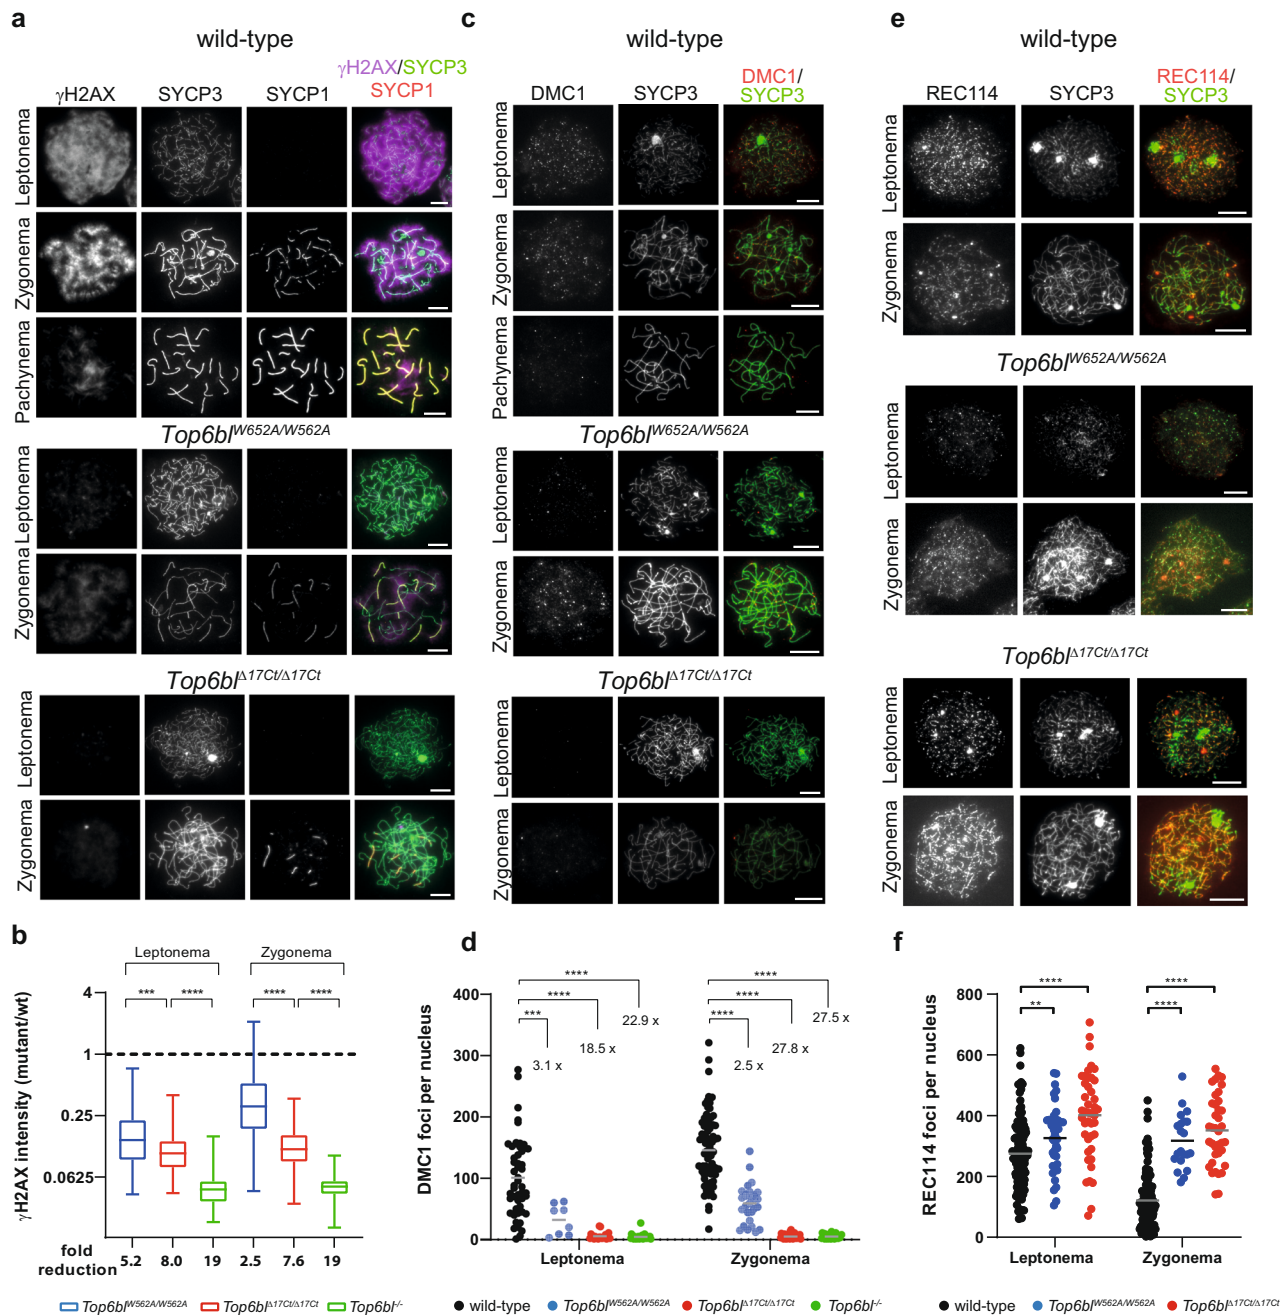 a
wild-type
γH2AX SYCP3 SYCP1 γH2AX/SYCP3 SYCP1
Leptonema
Zygonema
Pachynema
Top6bl^W652A/W562A
Leptonema
Zygonema
Top6bl^Δ17Ct/Δ17Ct
Leptonema
Zygonema
c
wild-type
DMC1 SYCP3 DMC1/ SYCP3
Leptonema
Zygonema
Pachynema
Top6bl^W652A/W562A
Leptonema
Zygonema
Top6bl^Δ17Ct/Δ17Ct
Leptonema
Zygonema
e
wild-type
REC114 SYCP3 REC114/ SYCP3
Leptonema
Zygonema
Top6bl^W652A/W562A
Leptonema
Zygonema
Top6bl^Δ17Ct/Δ17Ct
Leptonema
Zygonema
b
Leptonema Zygonema
*** **** **** ****
γH2AX intensity (mutant/wt)
4
1
0.25
0.0625
fold reduction 5.2 8.0 19 2.5 7.6 19
Top6bl^W562A/W562A Top6bl^Δ17Ct/Δ17Ct Top6bl^-/-
d
DMC1 foci per nucleus
400
300
200
100
0
**** ****
**** ****
*** ****
22.9 x 27.5 x
18.5 x 27.8 x
3.1 x 2.5 x
Leptonema Zygonema
wild-type Top6bl^W562A/W562A Top6bl^Δ17Ct/Δ17Ct Top6bl^-/-
f
REC114 foci per nucleus
800
600
400
200
0
**** ****
** ****
Leptonema Zygonema
wild-type Top6bl^W562A/W562A Top6bl^Δ17Ct/Δ17Ct